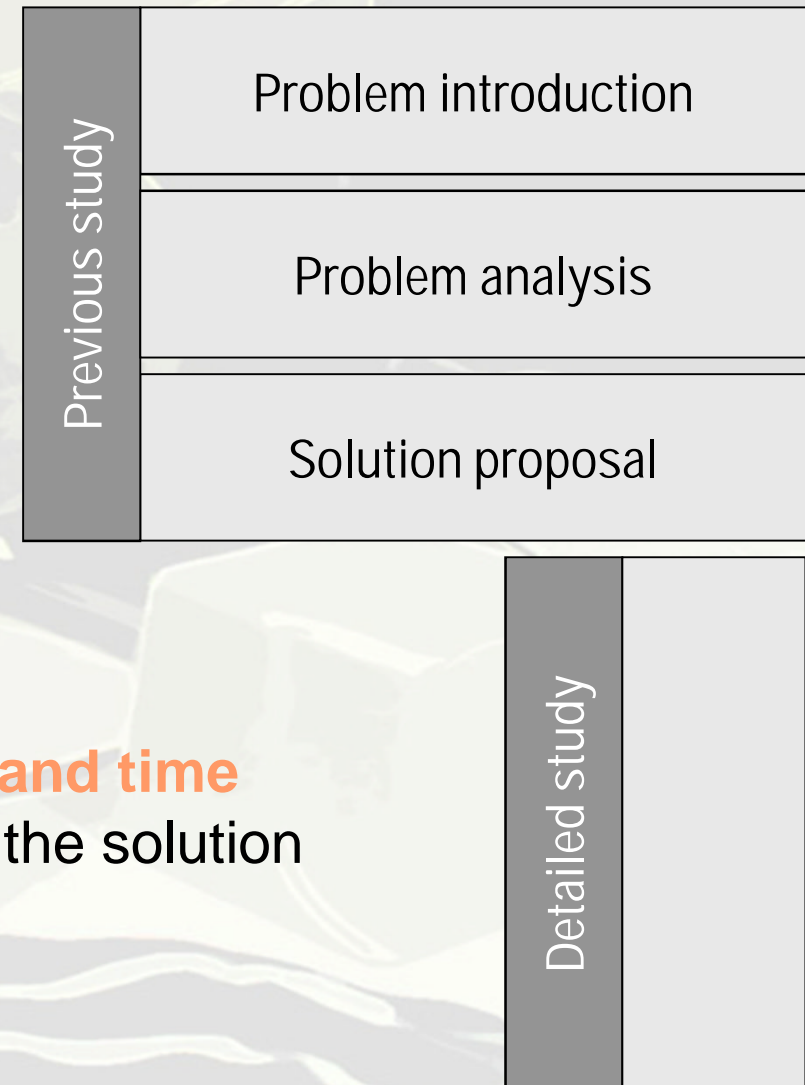 Previous study
Problem introduction
Problem analysis
Solution proposal
and time
the solution
Detailed study